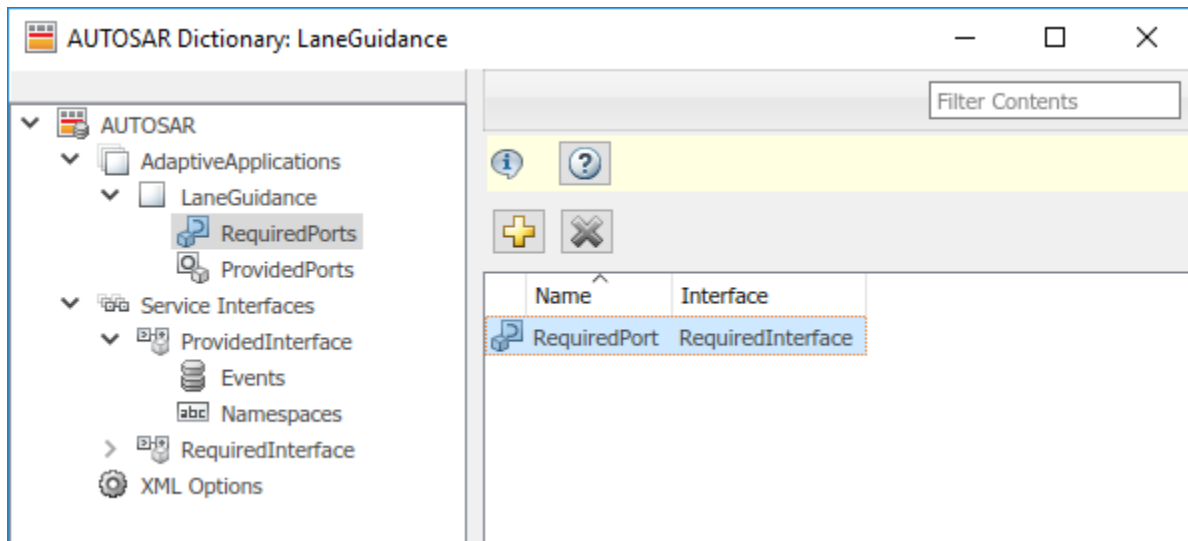 AUTOSAR Dictionary: LaneGuidance
Filter Contents
AUTOSAR
AdaptiveApplications
LaneGuidance
RequiredPorts
ProvidedPorts
Service Interfaces
ProvidedInterface
Events
abc Namespaces
RequiredInterface
XML Options
Name Interface
RequiredPort RequiredInterface